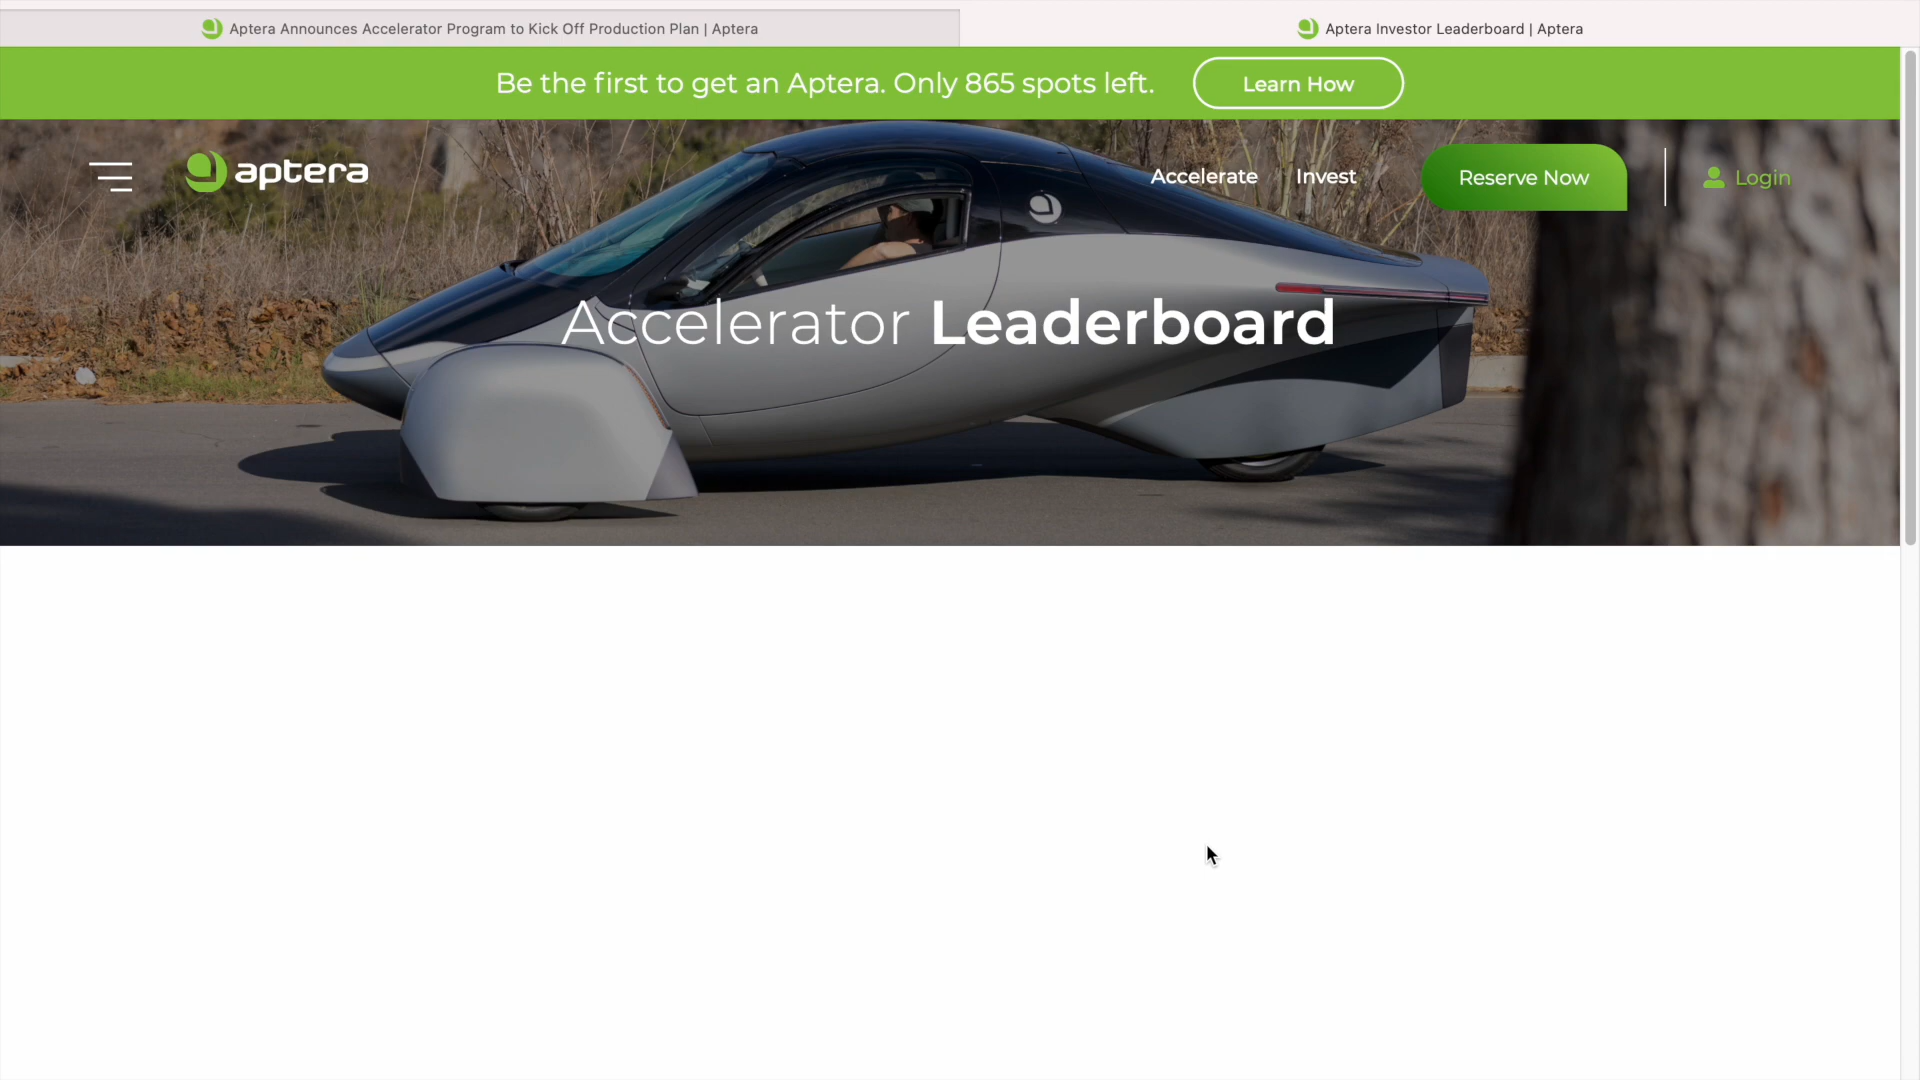 Aptera Announces Accelerator Program to Kick Off Production Plan | Aptera
Aptera Investor Leaderboard | Aptera
Be the first to get an Aptera. Only 865 spots left.
Learn How
aptera
Accelerate
Invest
Reserve Now
Login
Accelerator Leaderboard